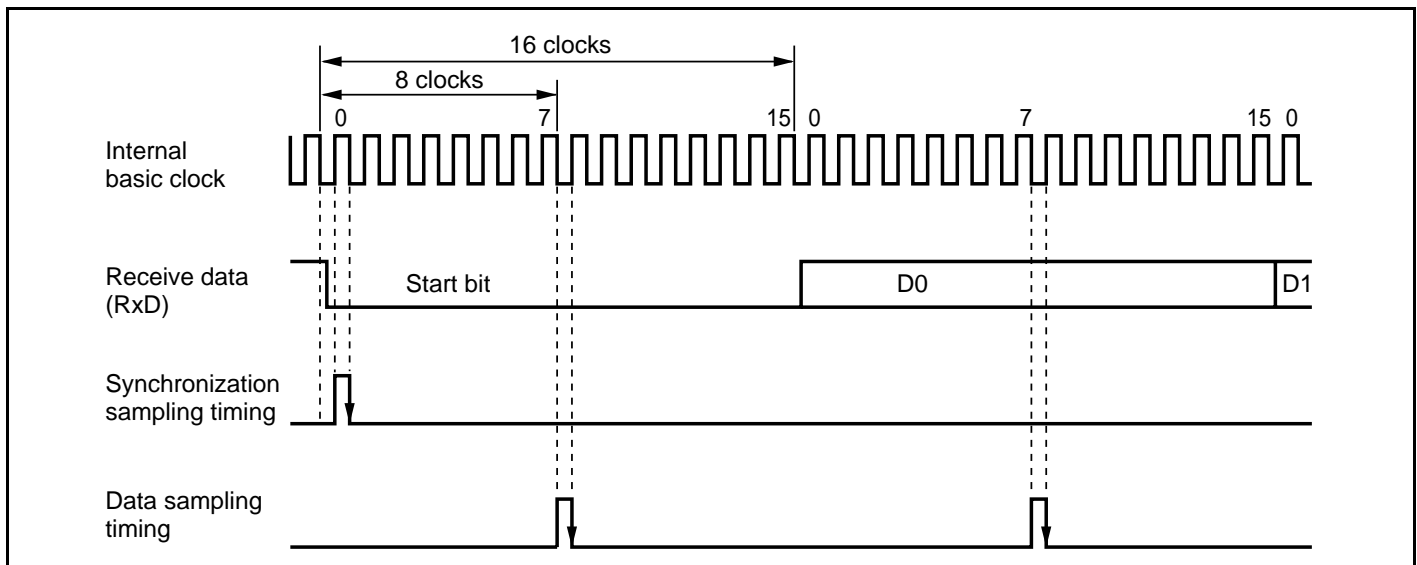 16 clocks
8 clocks
0 7 15 0 7 15 0
Internal
basic clock
Receive data
(RxD)
Start bit D0 D1
Synchronization
sampling timing
Data sampling
timing